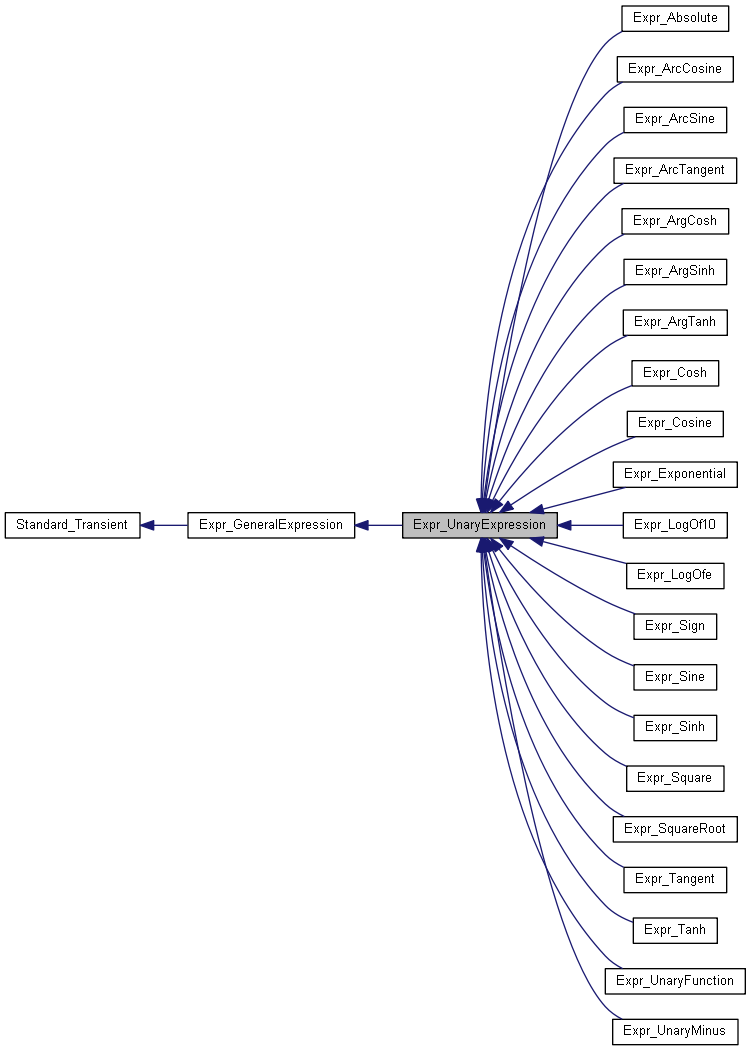 Expr_Absolute
Expr_ArcCosine
Expr_ArcSine
Expr_ArcTangent
Expr_ArgCosh
Expr_ArgSinh
Expr_ArgTanh
Expr_Cosh
Expr_Cosine
Expr_Exponential
Standard_Transient
Expr_GeneralExpression
Expr_UnaryExpression
Expr_LogOf10
Expr_LogOfe
Expr_Sign
Expr_Sine
Expr_Sinh
Expr_Square
Expr_SquareRoot
Expr_Tangent
Expr_Tanh
Expr_UnaryFunction
Expr_UnaryMinus